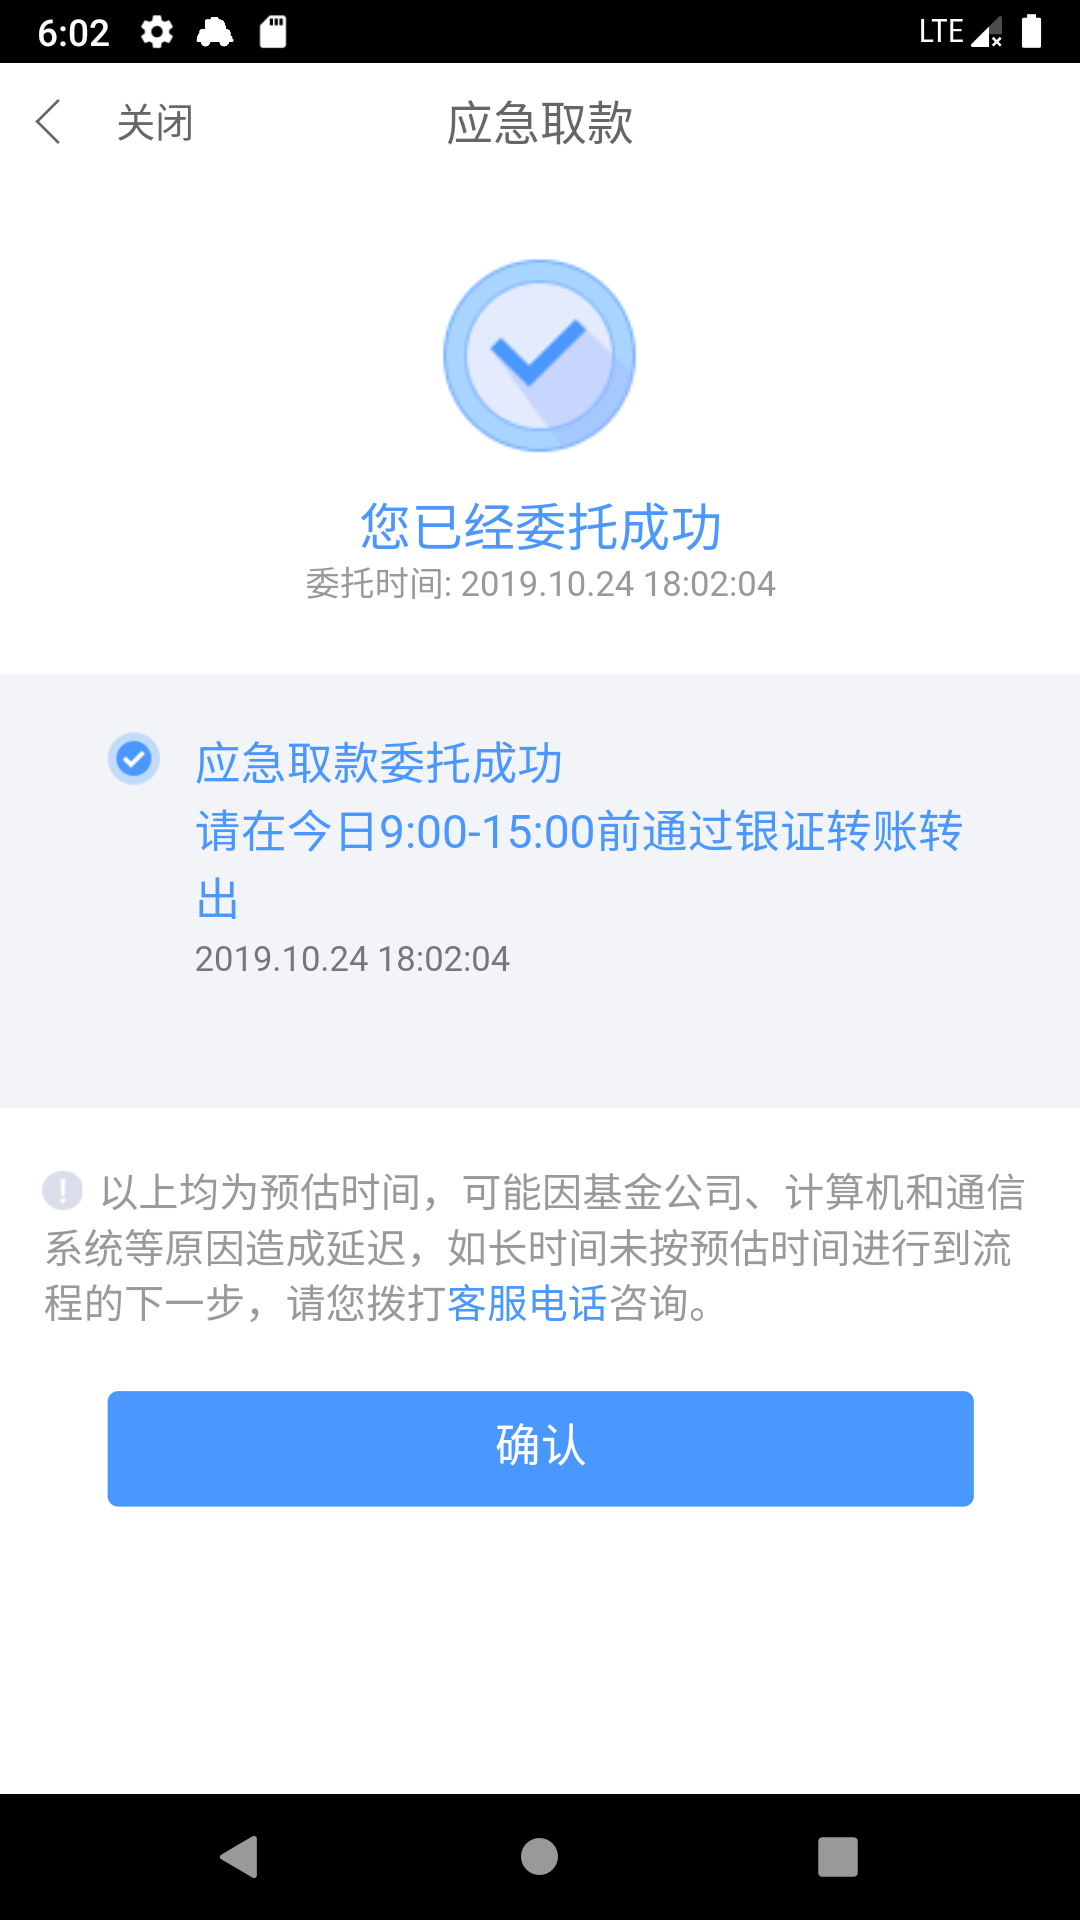 6:02 LTE
关闭 应急取款
您已经委托成功
委托时间: 2019.10.24 18:02:04
应急取款委托成功
请在今日9:00-15:00前通过银证转账转
出
2019.10.24 18:02:04
以上均为预估时间，可能因基金公司、计算机和通信
系统等原因造成延迟，如长时间未按预估时间进行到流
程的下一步，请您拨打客服电话咨询。
确认